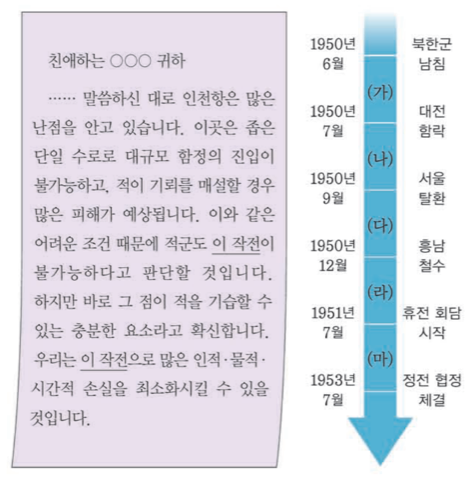 친애하는 ○○○ 귀하
…… 말씀하신 대로 인천항은 많은
난점을 안고 있습니다. 이곳은 좁은
단일 수로로 대규모 함정의 진입이
불가능하고, 적이 기뢰를 매설할 경우
많은 피해가 예상됩니다. 이와 같은
어려운 조건 때문에 적군도 이 작전이
불가능하다고 판단할 것입니다.
하지만 바로 그 점이 적을 기습할 수
있는 충분한 요소라고 확신합니다.
우리는 이 작전으로 많은 인적·물적·
시간적 손실을 최소화시킬 수 있을
것입니다.
1950년
6월
북한군
남침
(가)
1950년
7월
대전
함락
(나)
1950년
9월
서울
탈환
(다)
1950년
12월
흥남
철수
(라)
1951년
7월
휴전 회담
시작
(마)
1953년
7월
정전 협정
체결